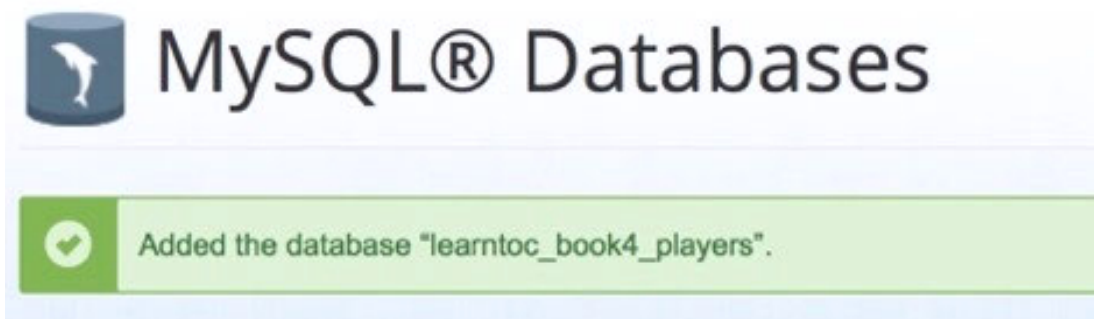 MySQL® Databases
Added the database “learntoc_book4_players”.